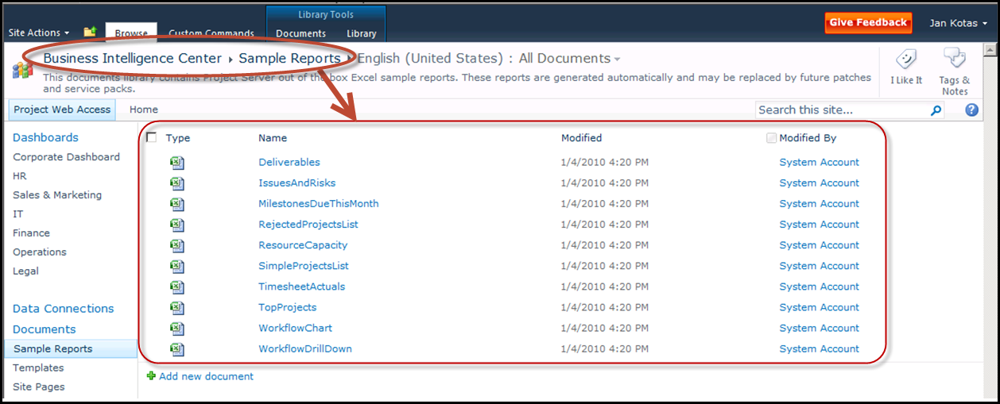 Library Tools
Site Actions Browse Custom Commands Documents Library Give Feedback Jan Kotas
Business Intelligence Center Sample Reports English (United States) : All Documents
This documents library contains Project Server out of the box Excel sample reports. These reports are generated automatically and may be replaced by future patches
and service packs.
I Like It Tags &
Notes
Project Web Access Home Search this site...
Dashboards
Corporate Dashboard
HR
Sales & Marketing
IT
Finance
Operations
Legal
Data Connections
Documents
Sample Reports
Templates
Site Pages
Type Name Modified Modified By
Deliverables 1/4/2010 4:20 PM System Account
IssuesAndRisks 1/4/2010 4:20 PM System Account
MilestonesDueThisMonth 1/4/2010 4:20 PM System Account
RejectedProjectsList 1/4/2010 4:20 PM System Account
ResourceCapacity 1/4/2010 4:20 PM System Account
SimpleProjectsList 1/4/2010 4:20 PM System Account
TimesheetActuals 1/4/2010 4:20 PM System Account
TopProjects 1/4/2010 4:20 PM System Account
WorkflowChart 1/4/2010 4:20 PM System Account
WorkflowDrillDown 1/4/2010 4:20 PM System Account
Add new document